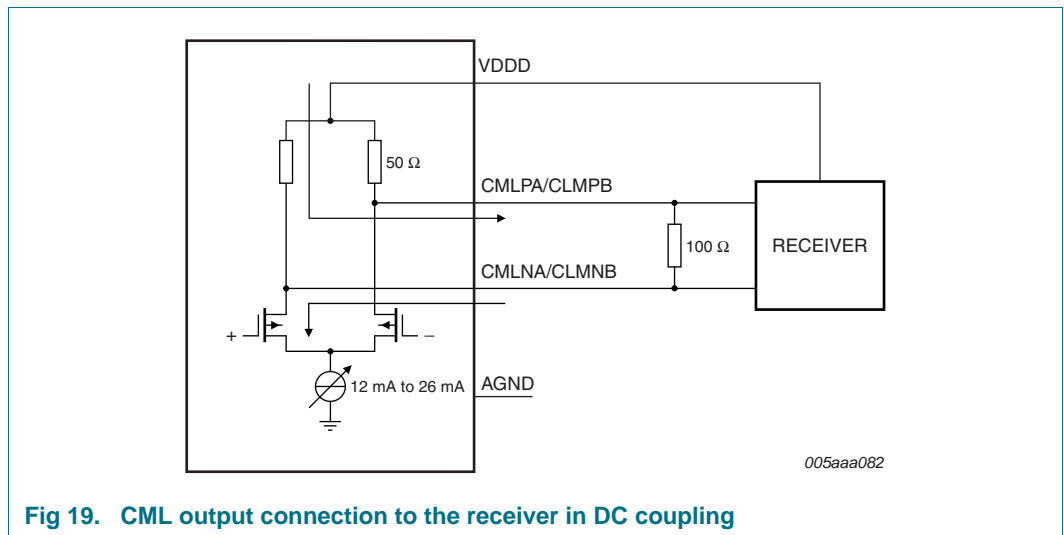 VDDD
50 Ω
CMLPA/CLMPB
100 Ω
RECEIVER
CMLNA/CLMNB
+
−
12 mA to 26 mA
AGND
005aaa082
Fig 19. CML output connection to the receiver in DC coupling